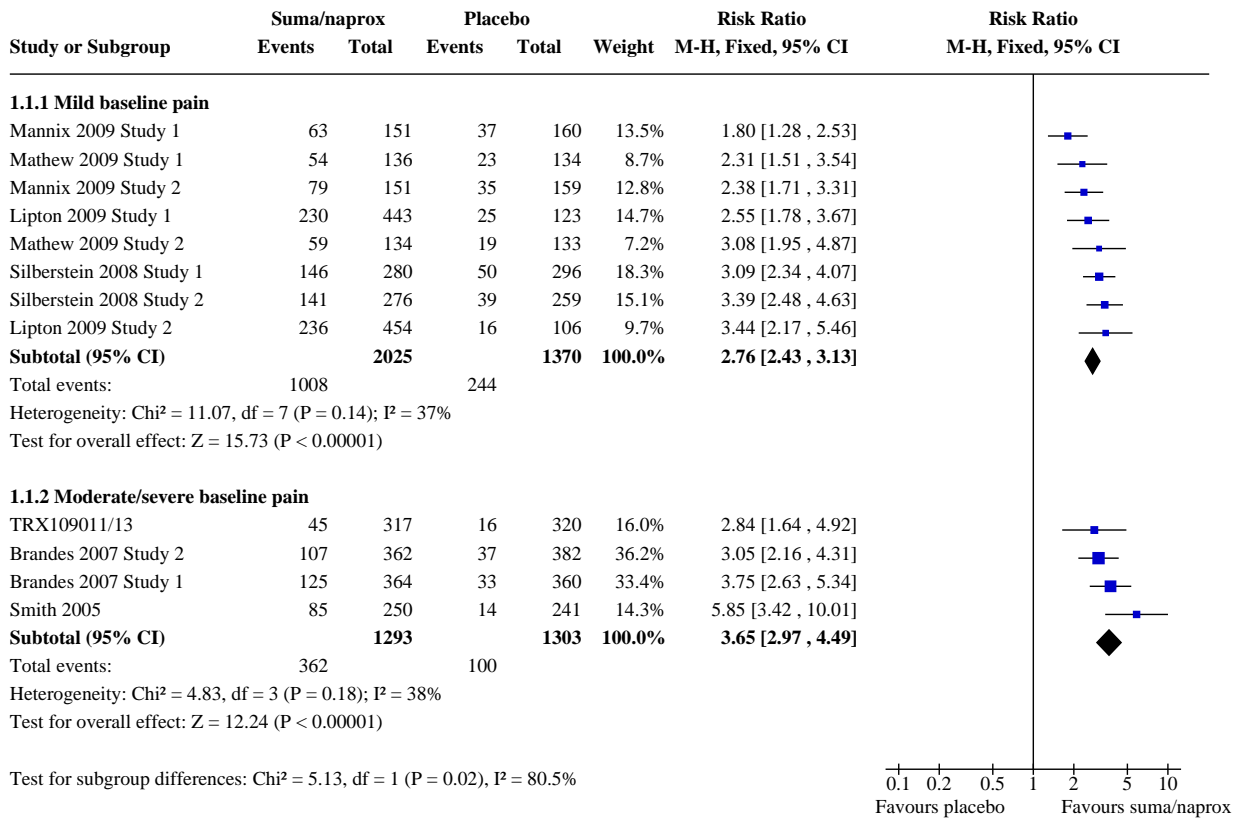 Suma/naprox Placebo Risk Ratio Risk Ratio
Study or Subgroup Events Total Events Total Weight M-H, Fixed, 95% CI M-H, Fixed, 95% CI
1.1.1 Mild baseline pain
Mannix 2009 Study 1 63 151 37 160 13.5% 1.80 [1.28 , 2.53]
Mathew 2009 Study 1 54 136 23 134 8.7% 2.31 [1.51 , 3.54]
Mannix 2009 Study 2 79 151 35 159 12.8% 2.38 [1.71 , 3.31]
Lipton 2009 Study 1 230 443 25 123 14.7% 2.55 [1.78 , 3.67]
Mathew 2009 Study 2 59 134 19 133 7.2% 3.08 [1.95 , 4.87]
Silberstein 2008 Study 1 146 280 50 296 18.3% 3.09 [2.34 , 4.07]
Silberstein 2008 Study 2 141 276 39 259 15.1% 3.39 [2.48 , 4.63]
Lipton 2009 Study 2 236 454 16 106 9.7% 3.44 [2.17 , 5.46]
Subtotal (95% CI) 2025 1370 100.0% 2.76 [2.43 , 3.13]
Total events: 1008 244
Heterogeneity: Chi² = 11.07, df = 7 (P = 0.14); I² = 37%
Test for overall effect: Z = 15.73 (P < 0.00001)
1.1.2 Moderate/severe baseline pain
TRX109011/13 45 317 16 320 16.0% 2.84 [1.64 , 4.92]
Brandes 2007 Study 2 107 362 37 382 36.2% 3.05 [2.16 , 4.31]
Brandes 2007 Study 1 125 364 33 360 33.4% 3.75 [2.63 , 5.34]
Smith 2005 85 250 14 241 14.3% 5.85 [3.42 , 10.01]
Subtotal (95% CI) 1293 1303 100.0% 3.65 [2.97 , 4.49]
Total events: 362 100
Heterogeneity: Chi² = 4.83, df = 3 (P = 0.18); I² = 38%
Test for overall effect: Z = 12.24 (P < 0.00001)
Test for subgroup differences: Chi² = 5.13, df = 1 (P = 0.02), I² = 80.5%
0.1 0.2 0.5 1 2 5 10
Favours placebo Favours suma/naprox